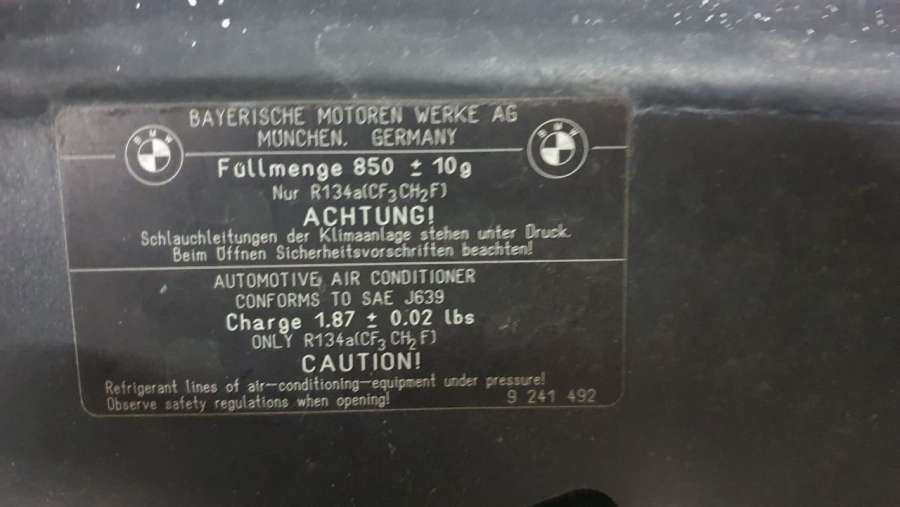 BAYERISCHE MOTOREN WERKE AG
MÜNCHEN. GERMANY
BMW
BMW
Füllmenge 850 ± 10g
Nur R134a(CF₃CH₂F)
ACHTUNG!
Schlauchleitungen der Klimaanlage stehen unter Druck.
Beim Öffnen Sicherheitsvorschriften beachten!
AUTOMOTIVE AIR CONDITIONER
CONFORMS TO SAE J639
Charge 1.87 ± 0.02 lbs
ONLY R134a(CF₃CH₂F)
CAUTION!
Refrigerant lines of air-conditioning-equipment under pressure!
Observe safety regulations when opening!
9 241 492